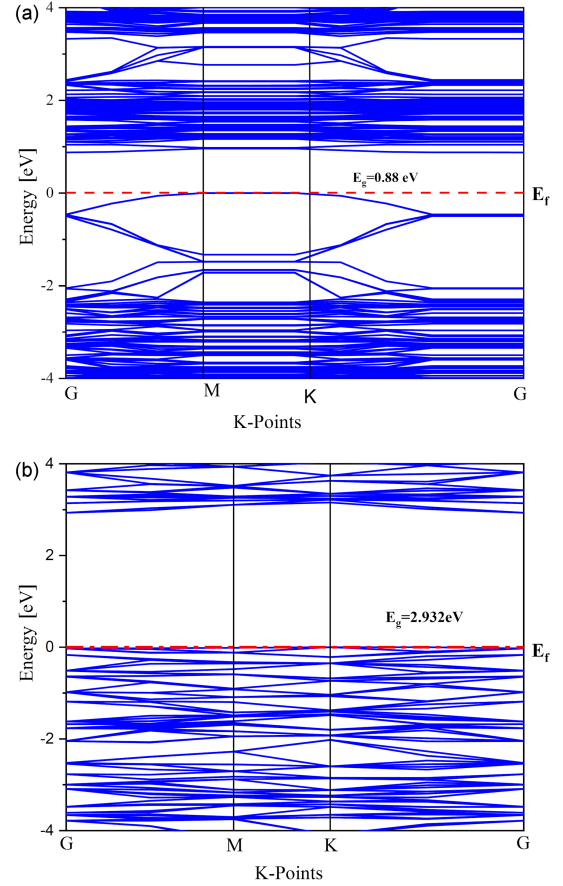 (a)
4
2
0
-2
-4
Energy [eV]
E_g=0.88 eV
E_f
G
M
K
G
K-Points
(b)
4
2
0
-2
-4
Energy [eV]
E_g=2.932eV
E_f
G
M
K
G
K-Points